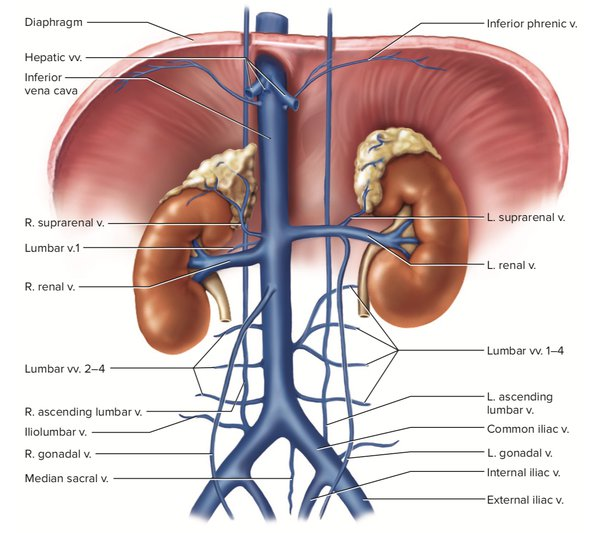 Diaphragm
Hepatic vv.
Inferior
vena cava
R. suprarenal v.
Lumbar v.1
R. renal v.
Lumbar vv. 2–4
R. ascending lumbar v.
Iliolumbar v.
R. gonadal v.
Median sacral v.
Inferior phrenic v.
L. suprarenal v.
L. renal v.
Lumbar vv. 1–4
L. ascending
lumbar v.
Common iliac v.
L. gonadal v.
Internal iliac v.
External iliac v.